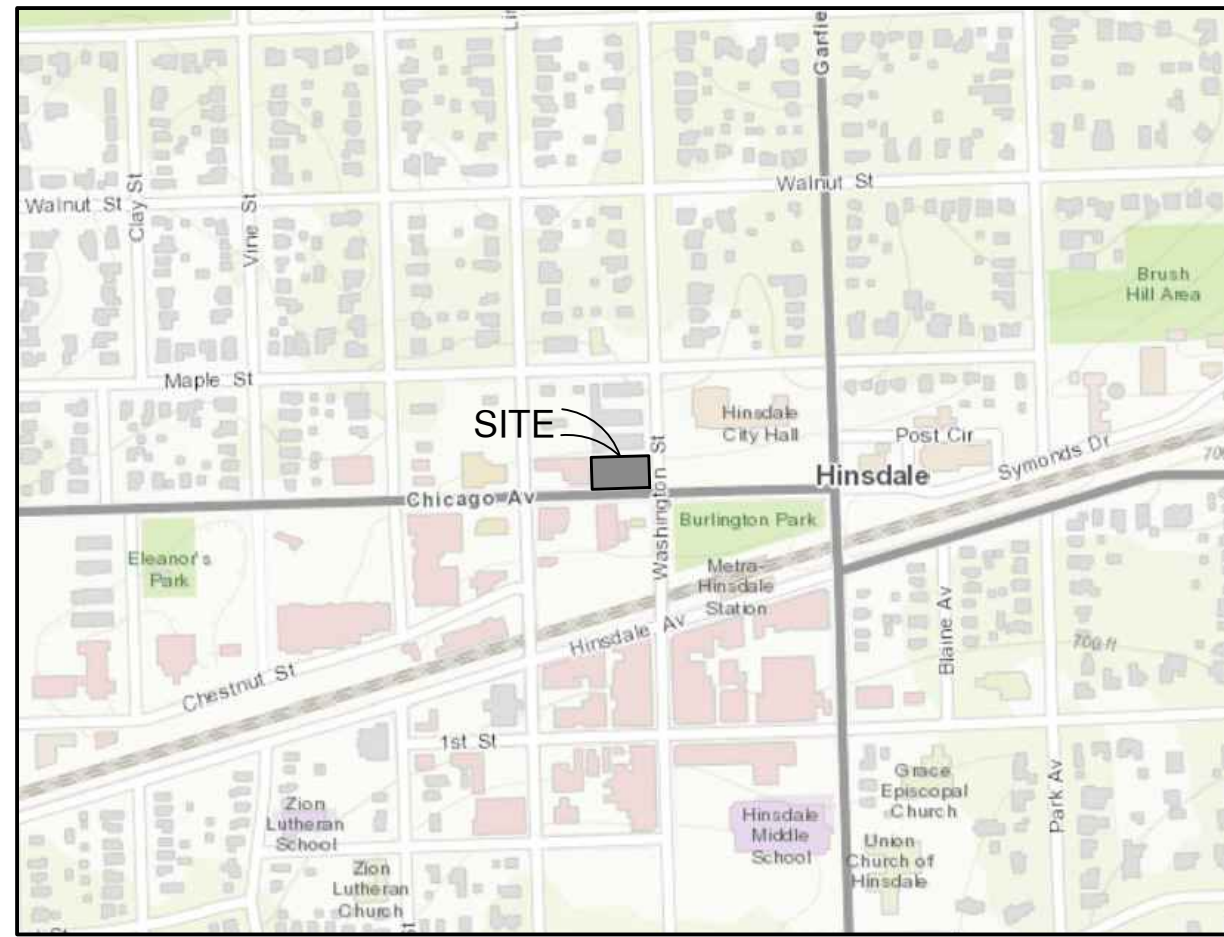 Garfie
Walnut St
Walnut St
Clay St
Vine St
Brush
Hill Area
Maple St
SITE
Hinsdale
City Hall
Post Cir
Symonds Dr
Hinsdale
Chicago Av
Washington St
Burlington Park
Eleanor's
Park
Metra-
Hinsdale
Station
Hinsdale Av
Blaine Av
700 ft
Chestnut St
1st St
Grace
Episcopal
Church
Park Av
Zion
Lutheran
School
Hinsdale
Middle
School
Union
Church of
Hinsdale
Zion
Lutheran
Church